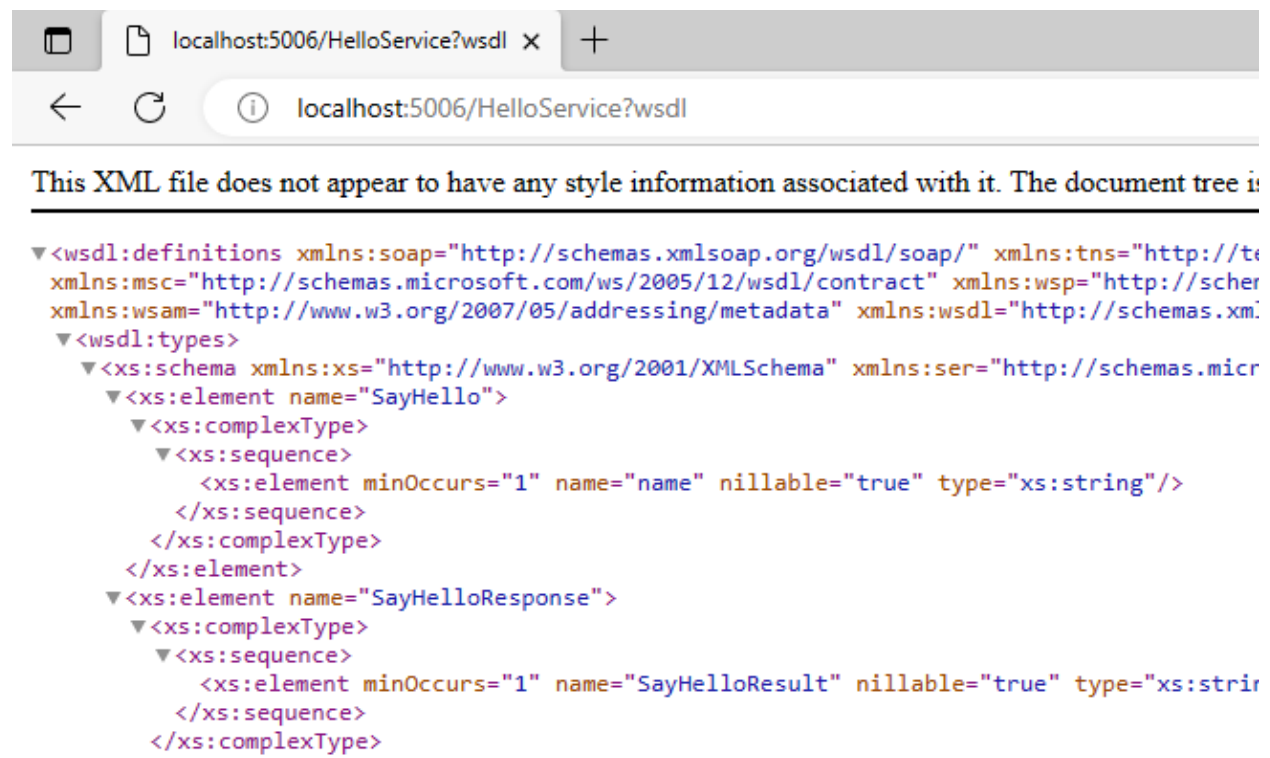 localhost:5006/HelloService?wsdl
localhost:5006/HelloService?wsdl
This XML file does not appear to have any style information associated with it. The document tree
<wsdl:definitions xmlns:soap="http://schemas.xmlsoap.org/wsdl/soap/" xmlns:tns="http://te
xmlns:msc="http://schemas.microsoft.com/ws/2005/12/wsdl/contract" xmlns:wsp="http://scher
xmlns:wsam="http://www.w3.org/2007/05/addressing/metadata" xmlns:wsdl="http://schemas.xml
<wsdl:types>
<xs:schema xmlns:xs="http://www.w3.org/2001/XMLSchema" xmlns:ser="http://schemas.micr
<xs:element name="SayHello">
<xs:complexType>
<xs:sequence>
<xs:element minOccurs="1" name="name" nillable="true" type="xs:string"/>
</xs:sequence>
</xs:complexType>
</xs:element>
<xs:element name="SayHelloResponse">
<xs:complexType>
<xs:sequence>
<xs:element minOccurs="1" name="SayHelloResult" nillable="true" type="xs:strin
</xs:sequence>
</xs:complexType>